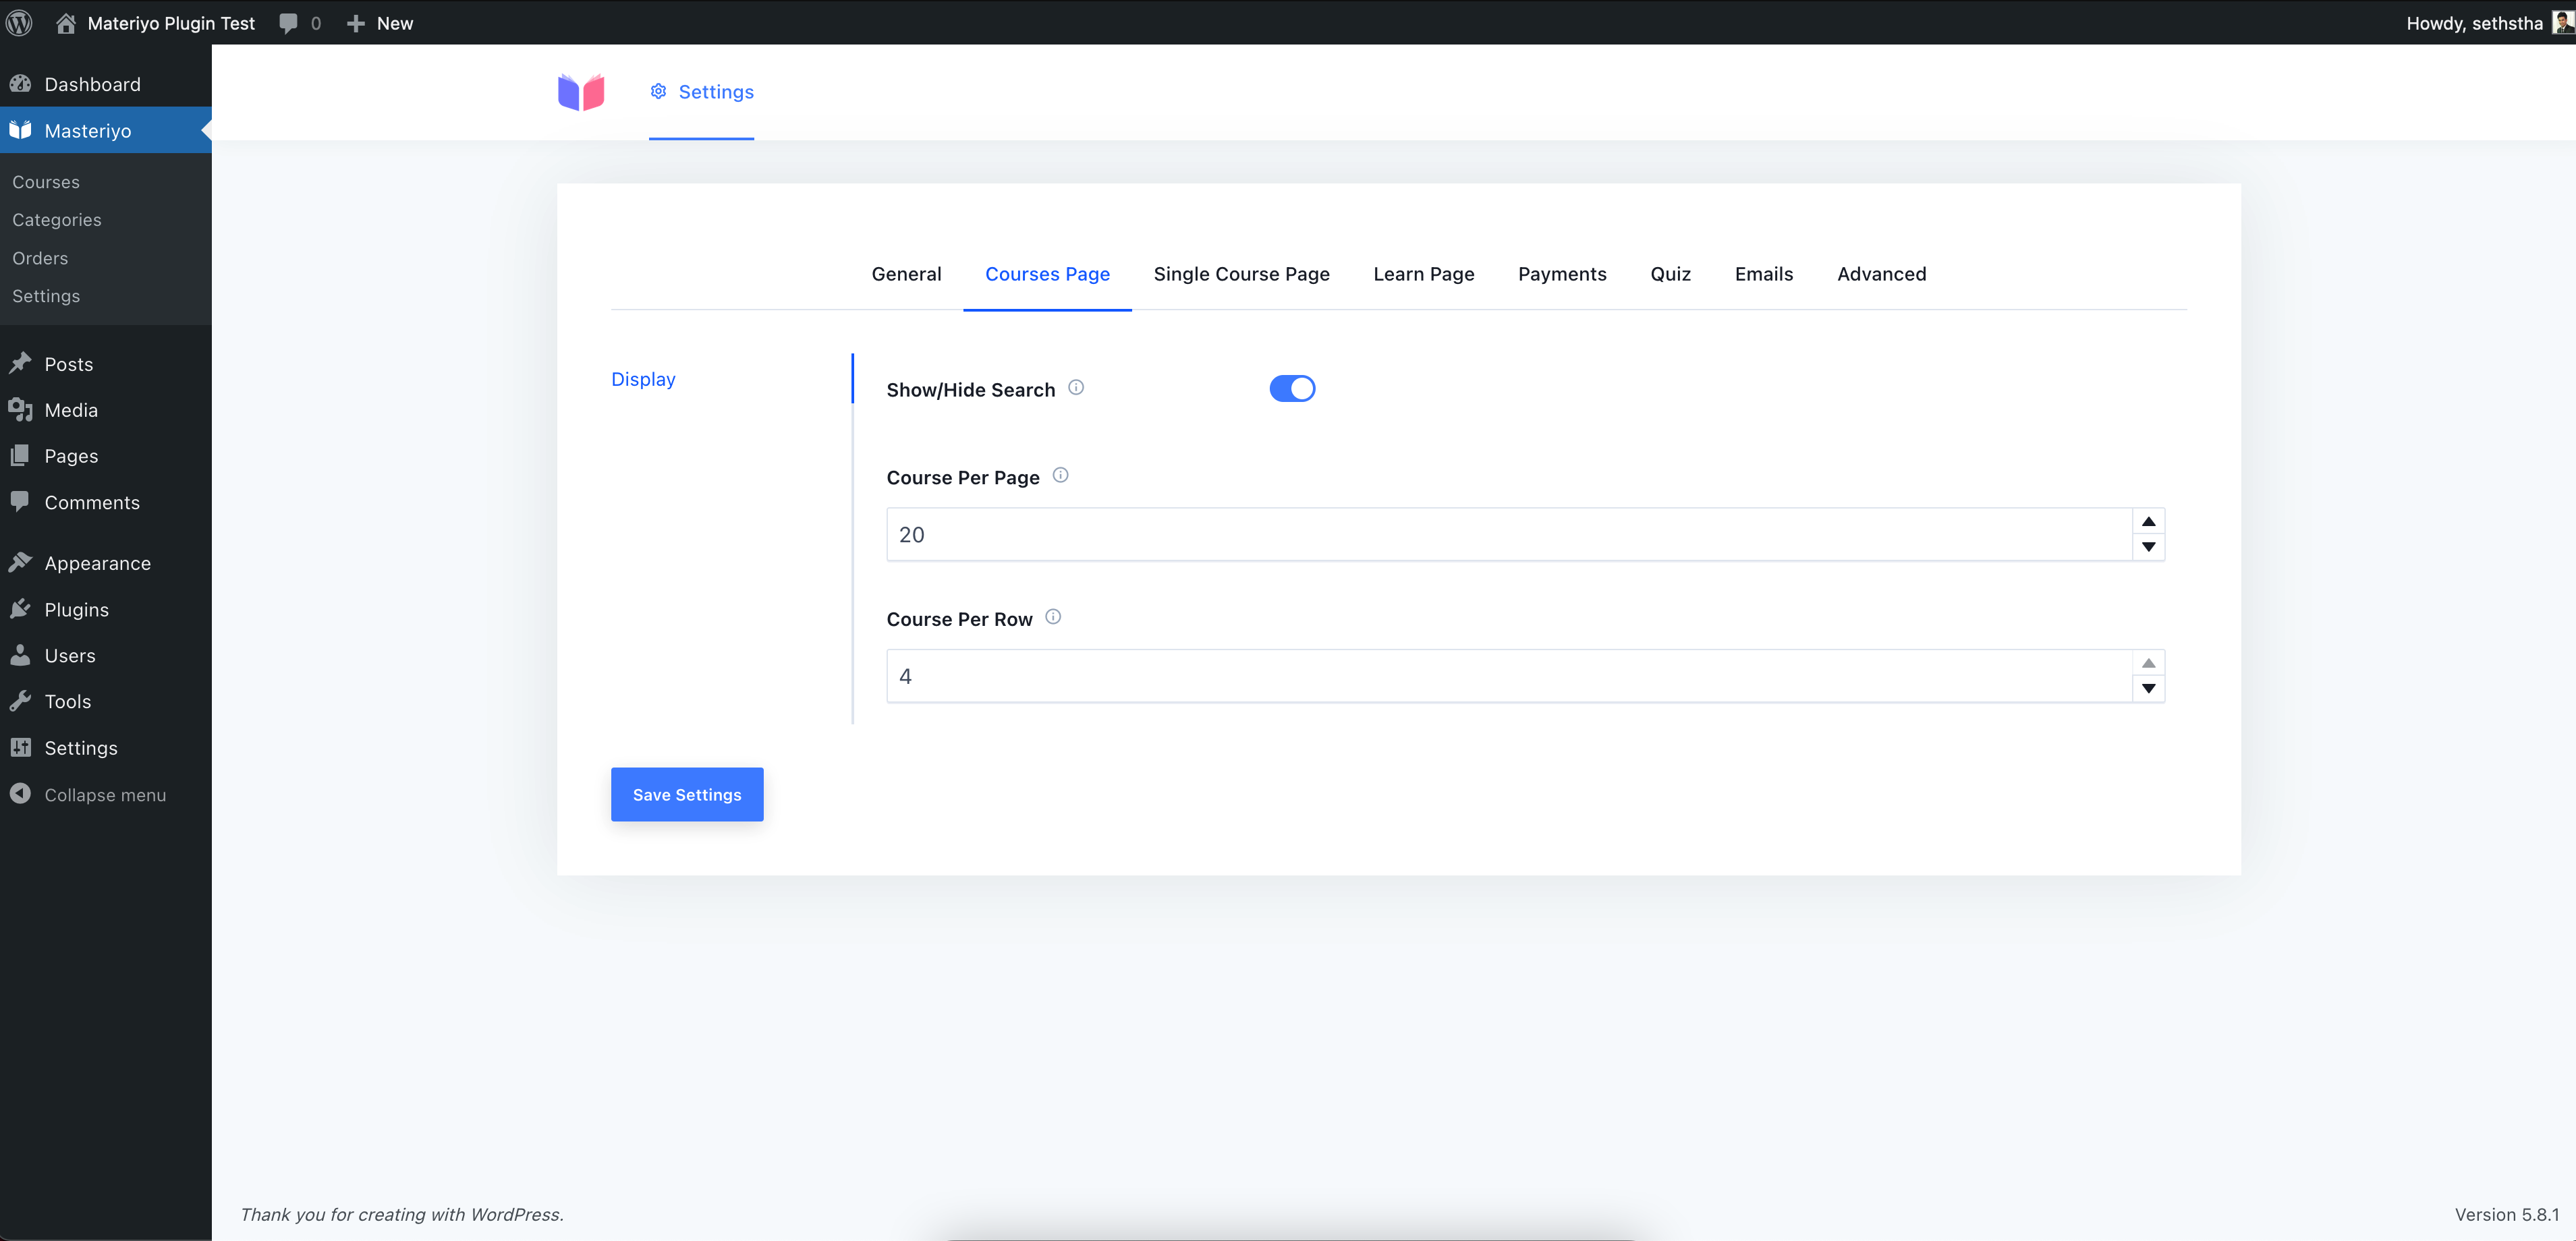 Materiyo Plugin Test 0 New Howdy, sethstha
Dashboard
Masteriyo
Courses
Categories
Orders
Settings
Posts
Media
Pages
Comments
Appearance
Plugins
Users
Tools
Settings
Collapse menu
Settings
General Courses Page Single Course Page Learn Page Payments Quiz Emails Advanced
Display
Show/Hide Search
Course Per Page
20
Course Per Row
4
Save Settings
Thank you for creating with WordPress. Version 5.8.1